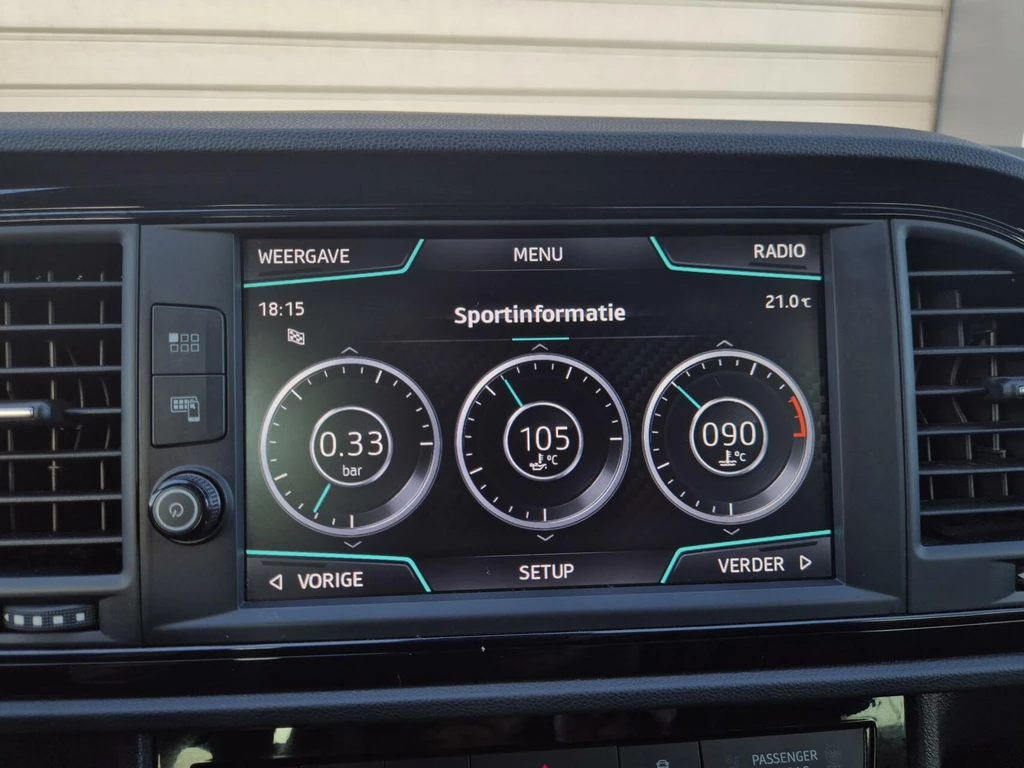 WEERGAVE MENU RADIO
18:15 Sportinformatie 21.0 °C
0.33 105 090
bar °C °C
VORIGE SETUP VERDER
PASSENGER